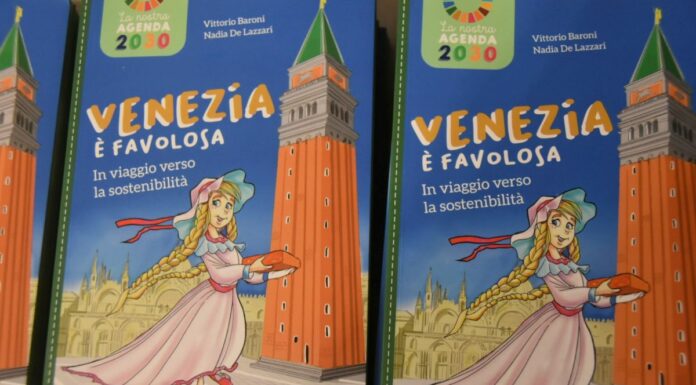 La nostra
AGENDA
2030
Vittorio Baroni
Nadia De Lazzari
VENEZIA
È FAVOLOSA
In viaggio verso
la sostenibilità
La nostra
AGENDA
2030
Vittorio Baroni
Nadia De Lazzari
VENEZIA
È FAVOLOSA
In viaggio verso
la sostenibilità